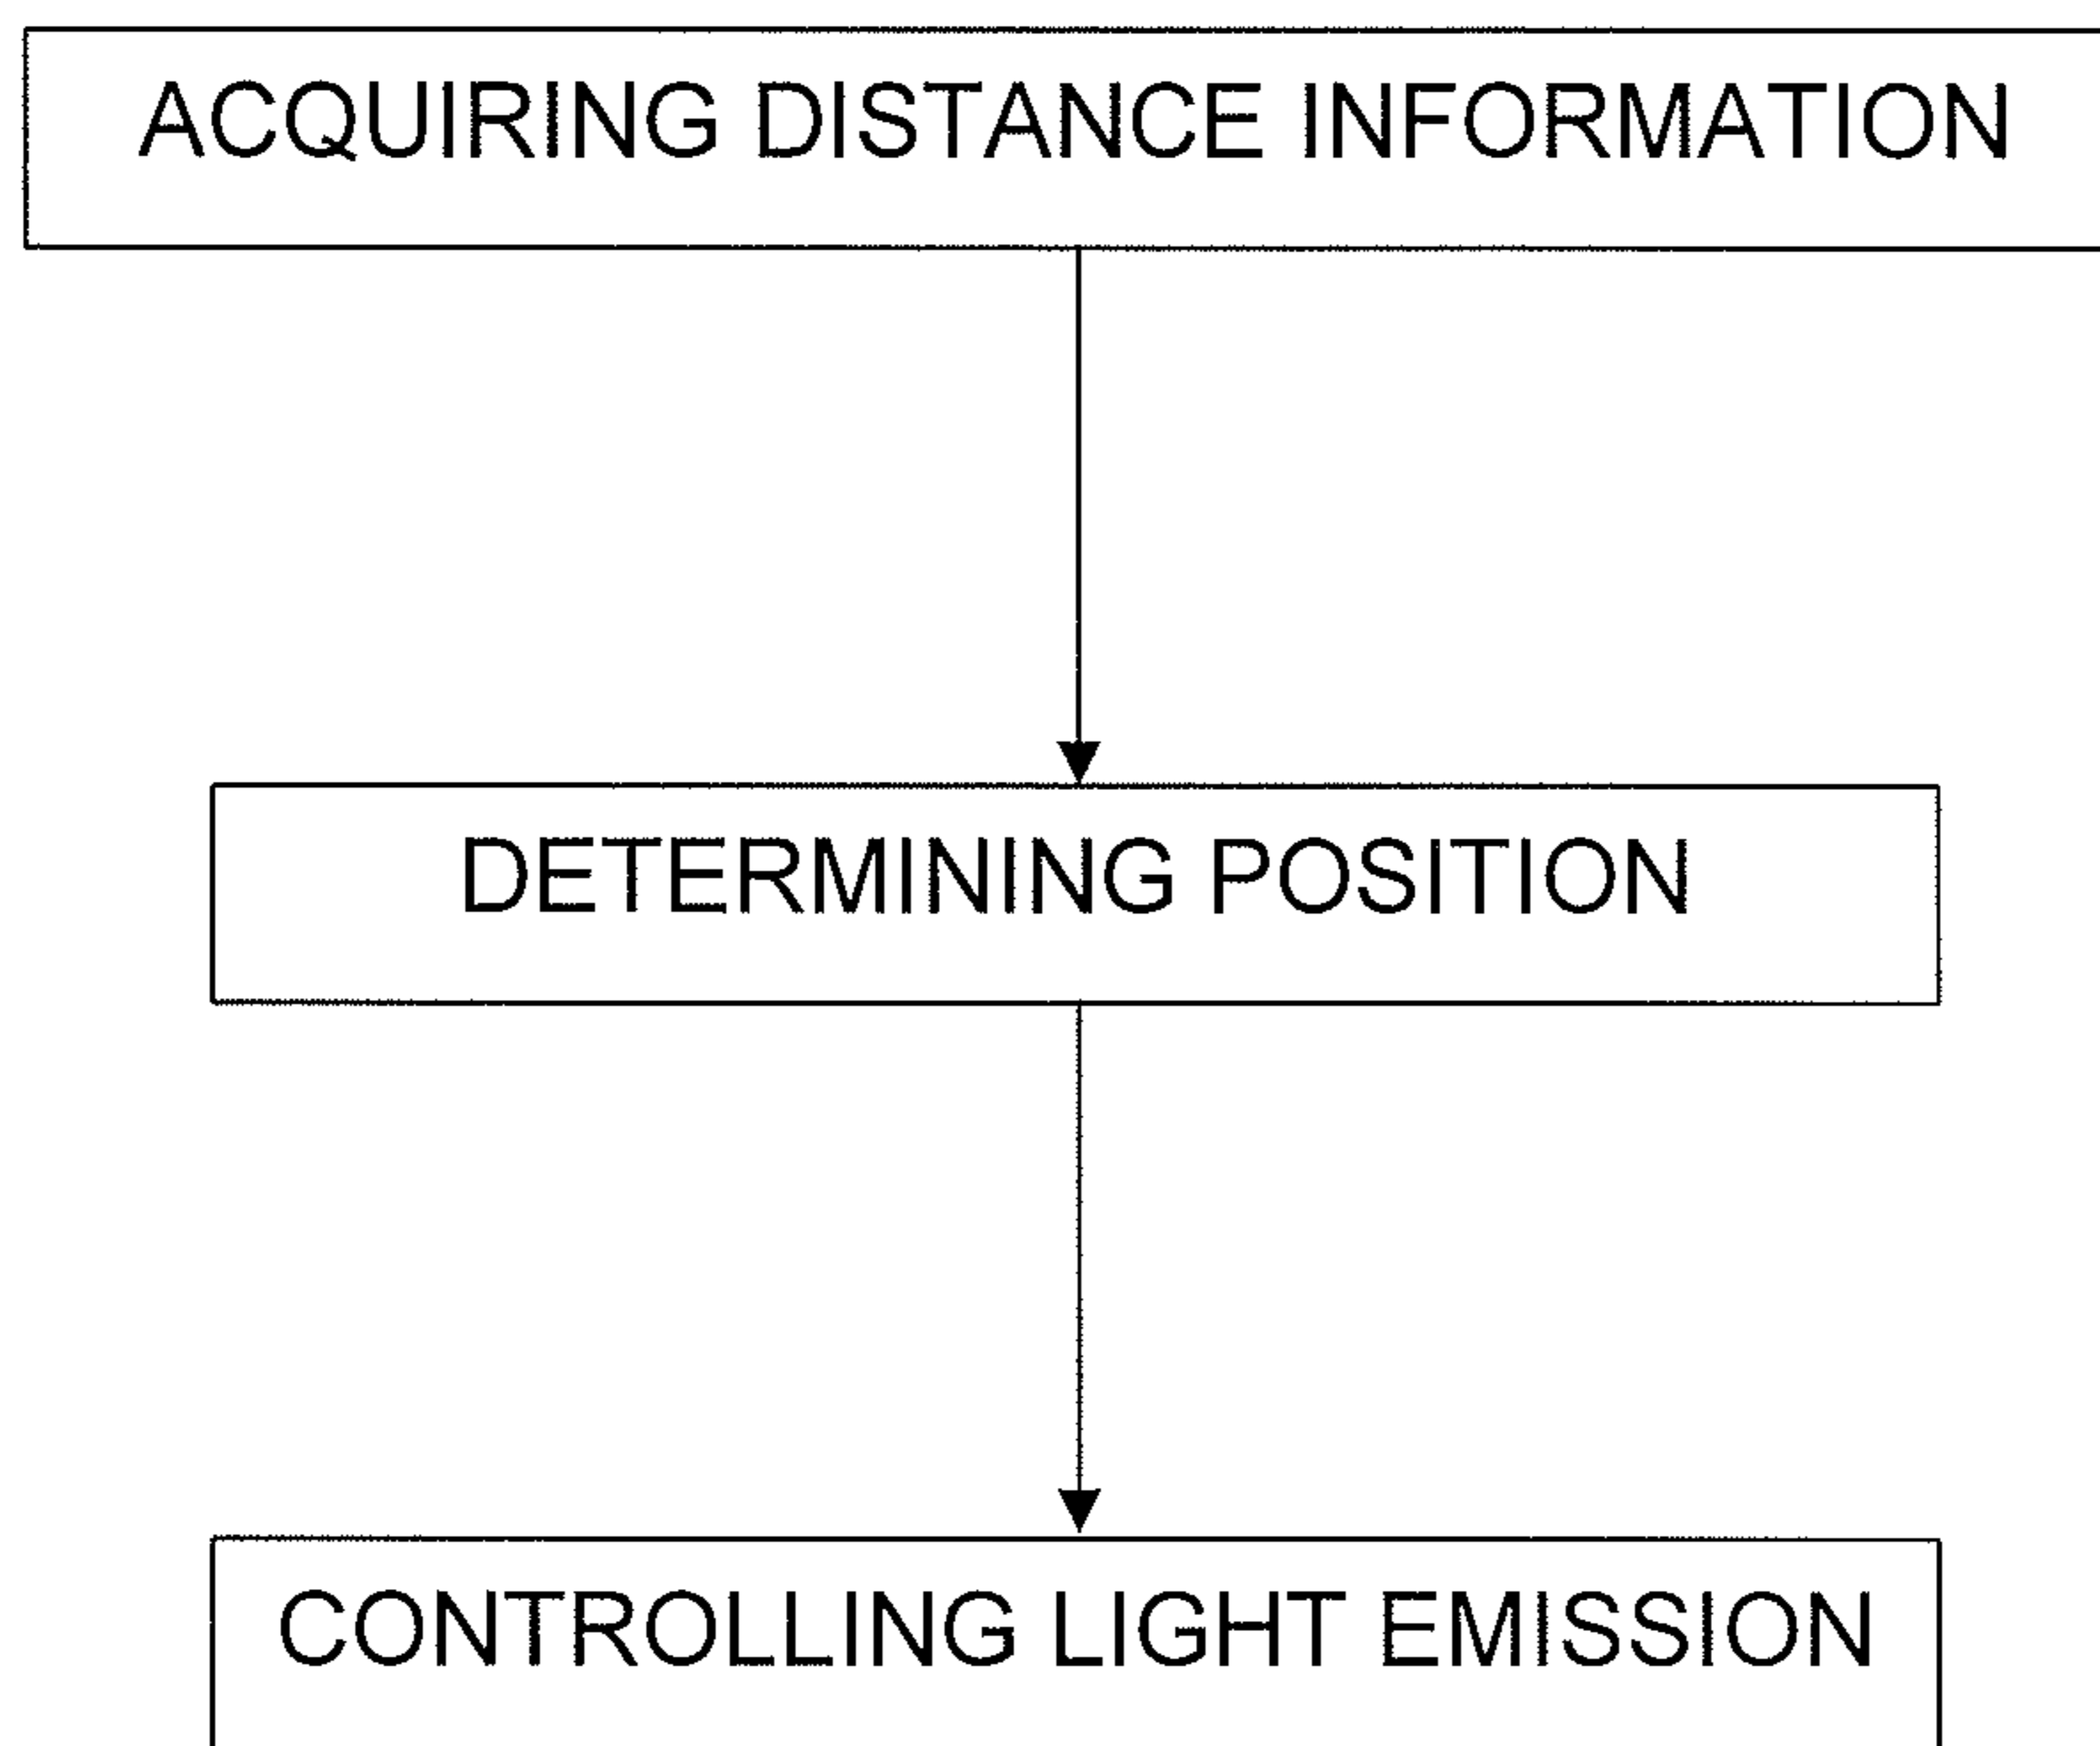 ACQUIRING DISTANCE INFORMATION
DETERMINING POSITION
CONTROLLING LIGHT EMISSION